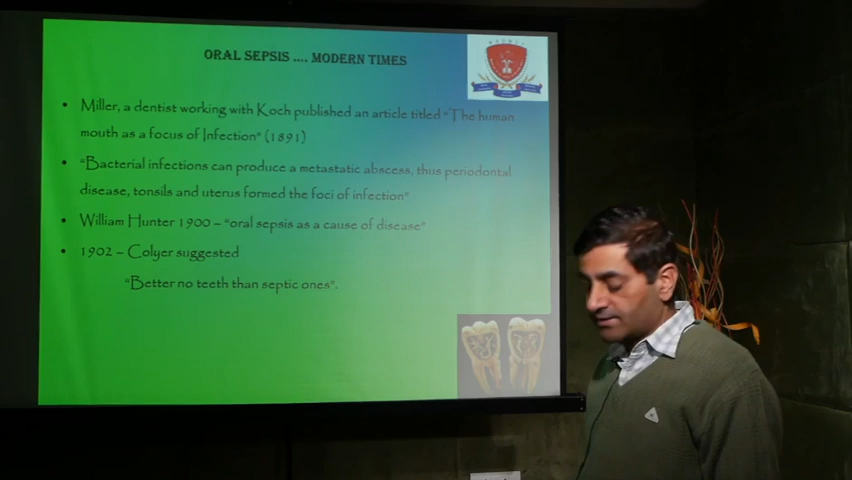 ORAL SEPSIS .... MODERN TIMES
• Miller, a dentist working with Koch published an article titled "The human
mouth as a focus of Infection" (1891)
• "Bacterial infections can produce a metastatic abscess, thus periodontal
disease, tonsils and uterus formed the foci of infection"
• William Hunter 1900 – "oral sepsis as a cause of disease"
• 1902 – Colyer suggested
"Better no teeth than septic ones".